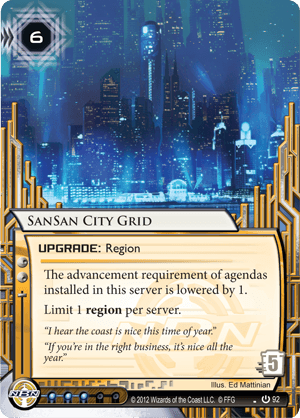 6
SANSAN CITY GRID
UPGRADE: Region
The advancement requirement of agendas
installed in this server is lowered by 1.
Limit 1 region per server.
"I hear the coast is nice this time of year."
"If you're in the right business, it's nice all the
year."
5
Illus. Ed Mattinian
NBN
©2012 Wizards of the Coast LLC. © FFG
92